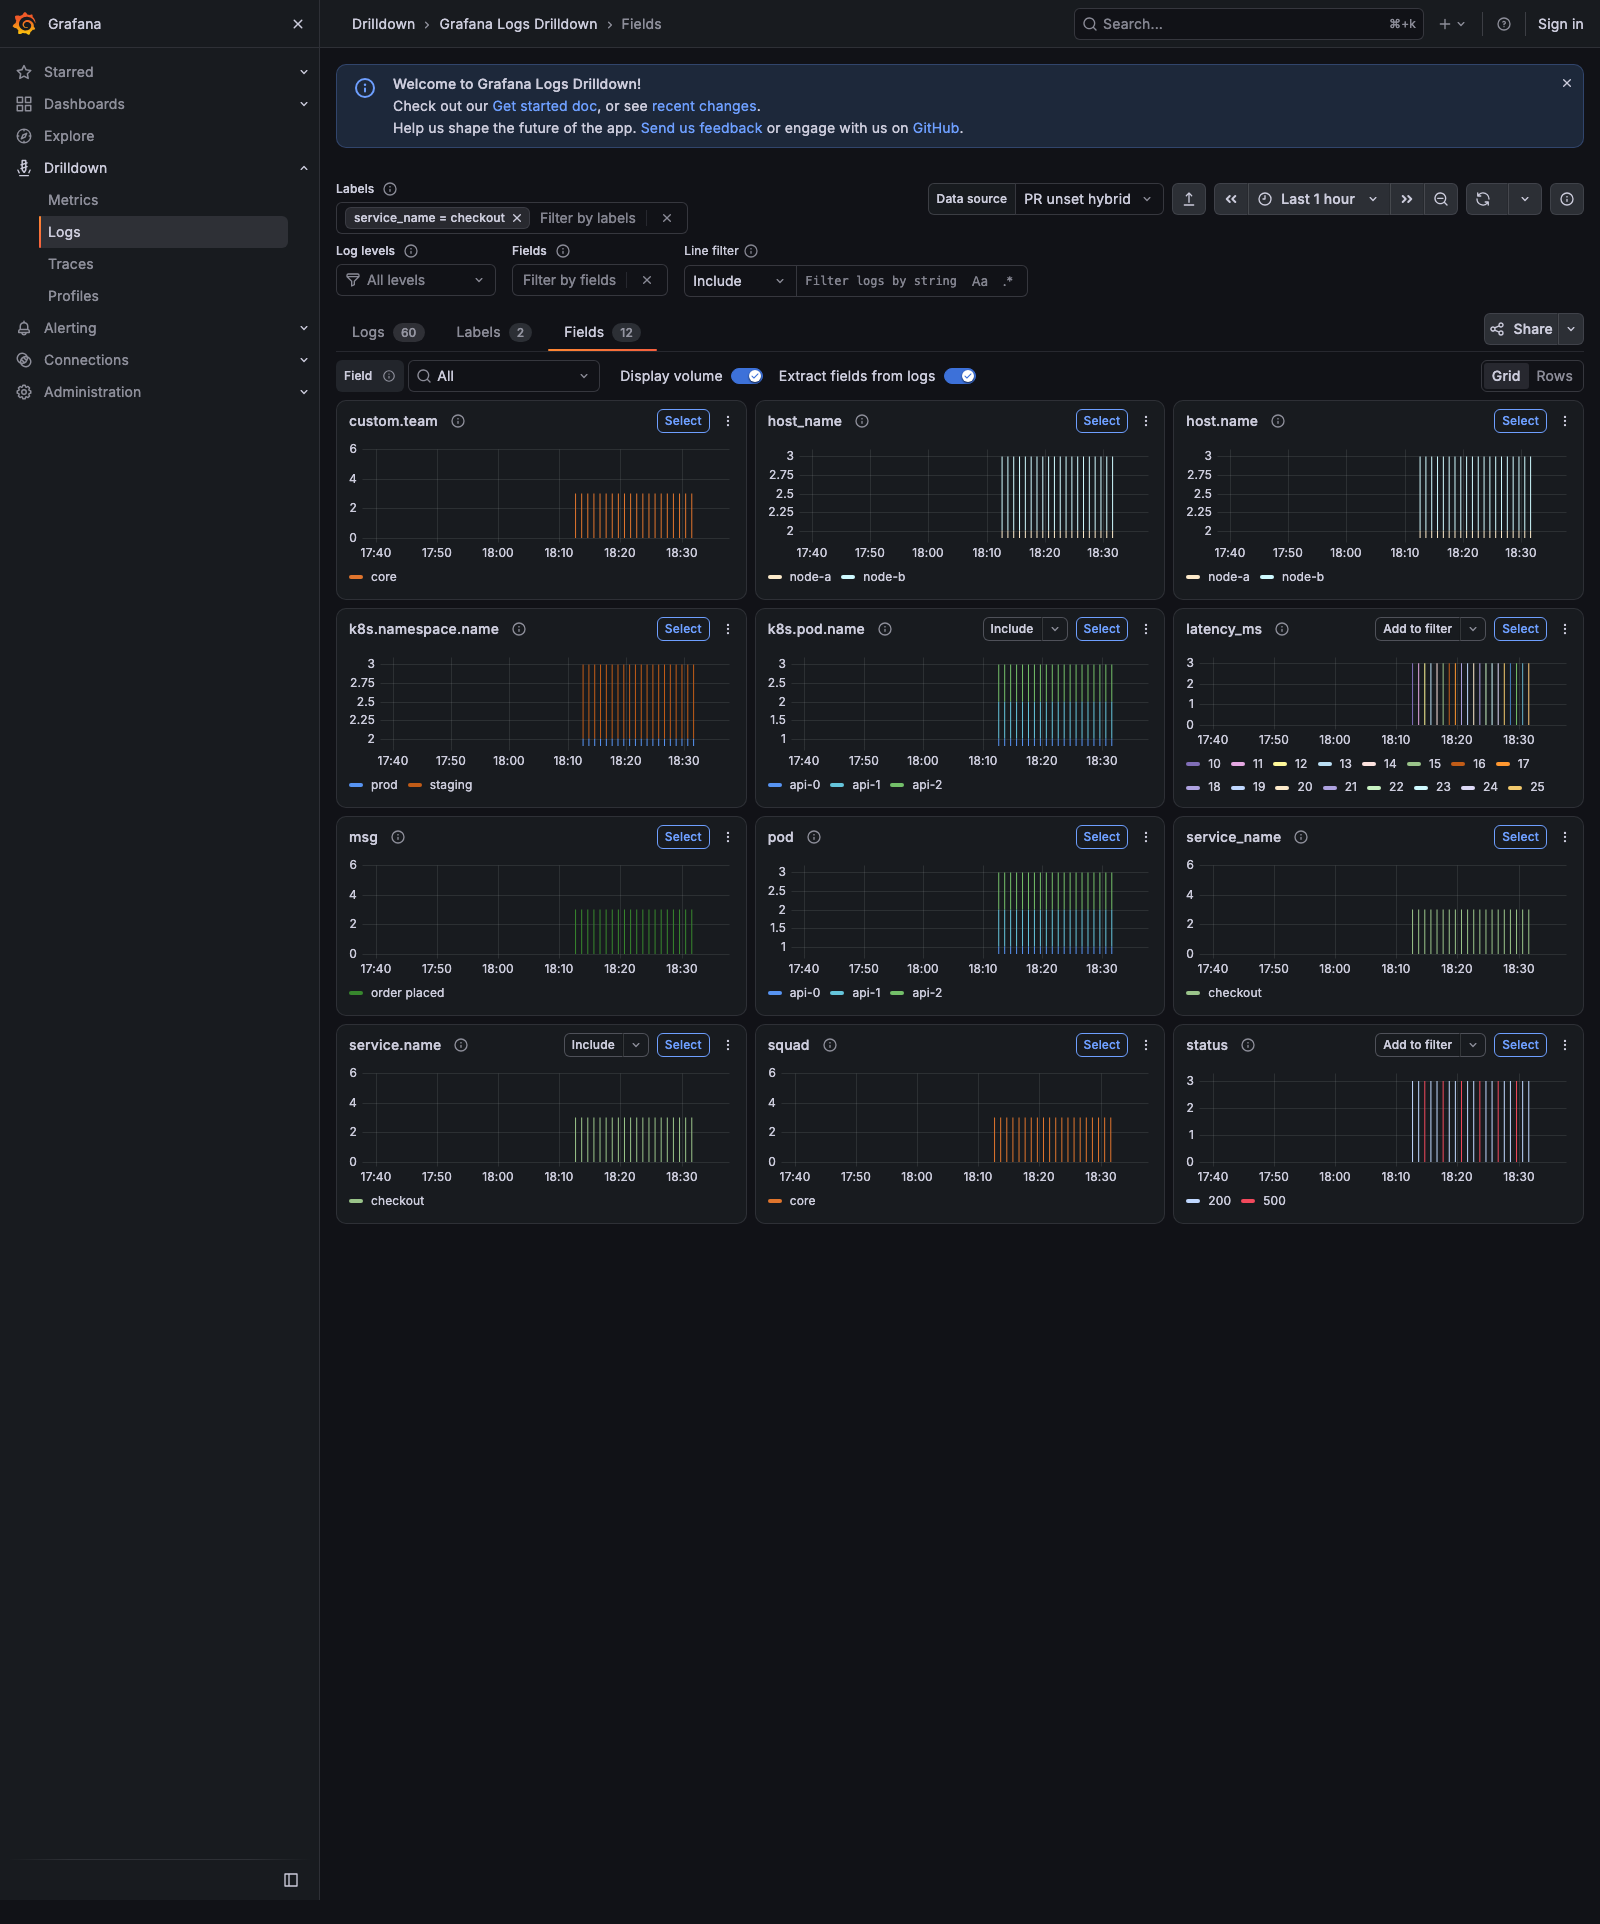 Grafana
Drilldown › Grafana Logs Drilldown › Fields
Search...
⌘+k
Sign in
Starred
Dashboards
Explore
Drilldown
Metrics
Logs
Traces
Profiles
Alerting
Connections
Administration
Welcome to Grafana Logs Drilldown!
Check out our Get started doc, or see recent changes.
Help us shape the future of the app. Send us feedback or engage with us on GitHub.
Labels
service_name = checkout
Filter by labels
Data source
PR unset hybrid
Last 1 hour
Log levels
All levels
Fields
Filter by fields
Line filter
Include
Filter logs by string
Aa
.*
Logs 60
Labels 2
Fields 12
Share
Field
All
Display volume
Extract fields from logs
Grid
Rows
custom.team
Select
6
4
2
0
17:40 17:50 18:00 18:10 18:20 18:30
core
host_name
Select
3
2.75
2.5
2.25
2
17:40 17:50 18:00 18:10 18:20 18:30
node-a node-b
host.name
Select
3
2.75
2.5
2.25
2
17:40 17:50 18:00 18:10 18:20 18:30
node-a node-b
k8s.namespace.name
Select
3
2.75
2.5
2.25
2
17:40 17:50 18:00 18:10 18:20 18:30
prod staging
k8s.pod.name
Include
Select
3
2.5
2
1.5
1
17:40 17:50 18:00 18:10 18:20 18:30
api-0 api-1 api-2
latency_ms
Add to filter
Select
3
2
1
0
17:40 17:50 18:00 18:10 18:20 18:30
10 11 12 13 14 15 16 17
18 19 20 21 22 23 24 25
msg
Select
6
4
2
0
17:40 17:50 18:00 18:10 18:20 18:30
order placed
pod
Select
3
2.5
2
1.5
1
17:40 17:50 18:00 18:10 18:20 18:30
api-0 api-1 api-2
service_name
Select
6
4
2
0
17:40 17:50 18:00 18:10 18:20 18:30
checkout
service.name
Include
Select
6
4
2
0
17:40 17:50 18:00 18:10 18:20 18:30
checkout
squad
Select
6
4
2
0
17:40 17:50 18:00 18:10 18:20 18:30
core
status
Add to filter
Select
3
2
1
0
17:40 17:50 18:00 18:10 18:20 18:30
200 500